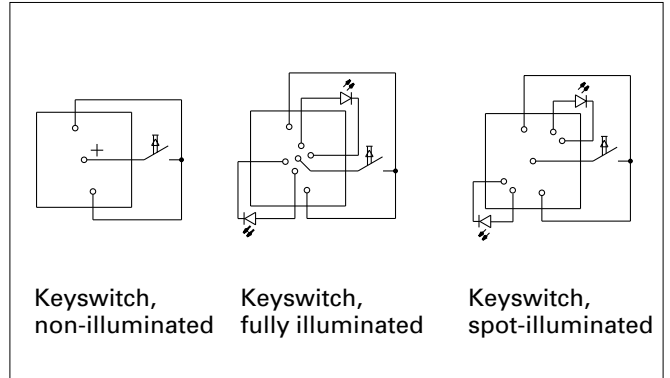 Keyswitch,
non-illuminated
Keyswitch,
fully illuminated
Keyswitch,
spot-illuminated